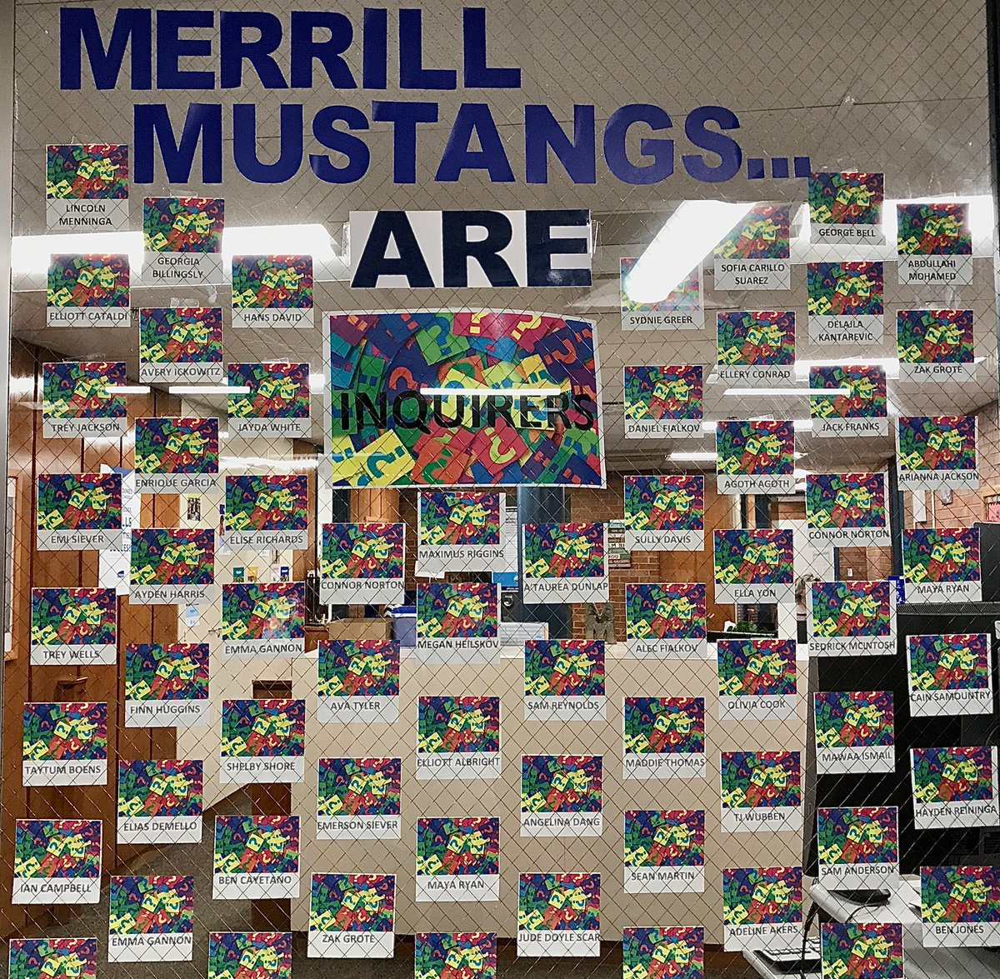 MERRILL
MUSTANGS...
ARE
INQUIRERS
LINCOLN
MENNINGA
GEORGIA
BILLINGSLY
ELLIOTT CATALDI
HANS DAVID
AVERY ICKOWITZ
TREY JACKSON
JAYDA WHITE
ENRIQUE GARCIA
EMI SIEVER
ELISE RICHARDS
AYDEN HARRIS
TREY WELLS
EMMA GANNON
FINN HUGGINS
TAYTUM BOENS
SHELBY SHORE
ELIAS DEMELLO
IAN CAMPBELL
BEN CAYETANO
EMMA GANNON
CONNOR NORTON
AVA TYLER
EMERSON SIEVER
ZAK GROTE
MAXIMUS RIGGINS
MEGAN HEILSKOV
ELLIOTT ALBRIGHT
MAYA RYAN
A'TAUREA DUNLAP
SAM REYNOLDS
ANGELINA DANG
JUDE DOYLE SCAR
SYDNIE GREER
DANIEL FIALKOV
SULLY DAVIS
ALEC FIALKOV
MADDIE THOMAS
SEAN MARTIN
SOFIA CARILLO
SUAREZ
ELLERY CONRAD
AGOTH AGOTH
ELLA YON
OLIVIA COOK
TJ WUBBEN
ADELINE AKERS
GEORGE BELL
DELAJLA
KANTAREVIC
JACK FRANKS
CONNOR NORTON
SEDRICK MCINTOSH
MAWAA ISMAIL
SAM ANDERSON
ABDULLAHI
MOHAMED
ZAK GROTE
ARIANNA JACKSON
MAYA RYAN
CAIN SAMOUNTRY
HAYDEN REININGA
BEN JONES